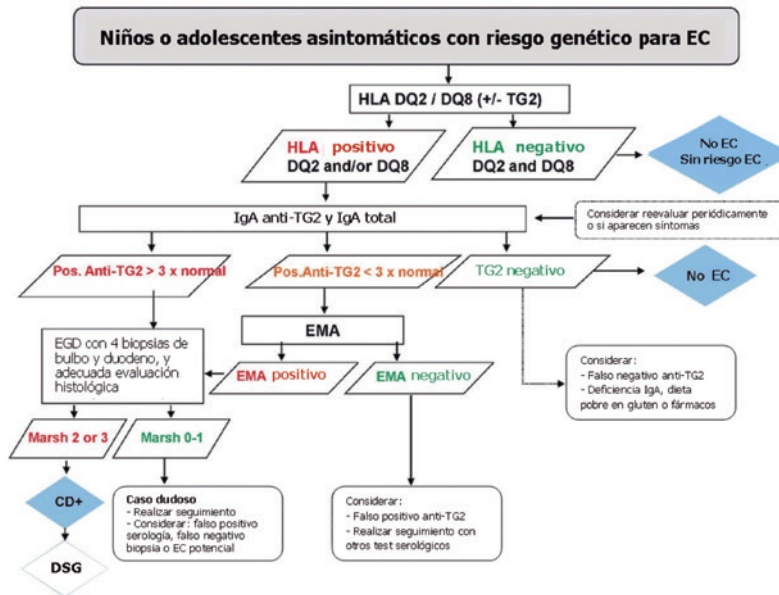 Niños o adolescentes asintomáticos con riesgo genético para EC
HLA DQ2 / DQ8 (+/- TG2)
HLA positivo
DQ2 and/or DQ8
HLA negativo
DQ2 and DQ8
No EC
Sin riesgo EC
IgA anti-TG2 y IgA total
Considerar reevaluar periódicamente
o si aparecen síntomas
Pos. Anti-TG2 > 3 x normal
Pos.Anti-TG2 < 3 x normal
TG2 negativo
No EC
EMA
EGD con 4 biopsias de
bulbo y duodeno, y
adecuada evaluación
histológica
EMA positivo
EMA negativo
Considerar:
- Falso negativo anti-TG2
- Deficiencia IgA, dieta
pobre en gluten o fármacos
Marsh 2 or 3
Marsh 0-1
CD+
Caso dudoso
- Realizar seguimiento
- Considerar: falso positivo
serología, falso negativo
biopsia o EC potencial
Considerar:
- Falso positivo anti-TG2
- Realizar seguimiento con
otros test serológicos
DSG